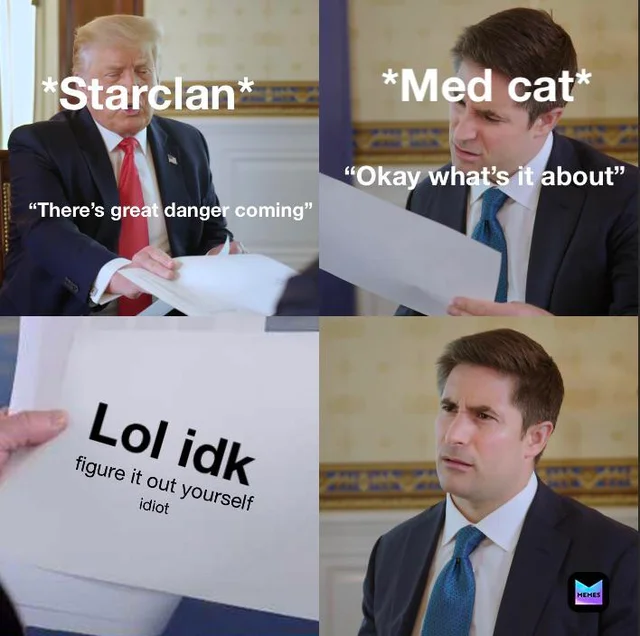 *Starclan*
“There’s great danger coming”
*Med cat*
“Okay what’s it about”
Lol idk
figure it out yourself
idiot
MEMES